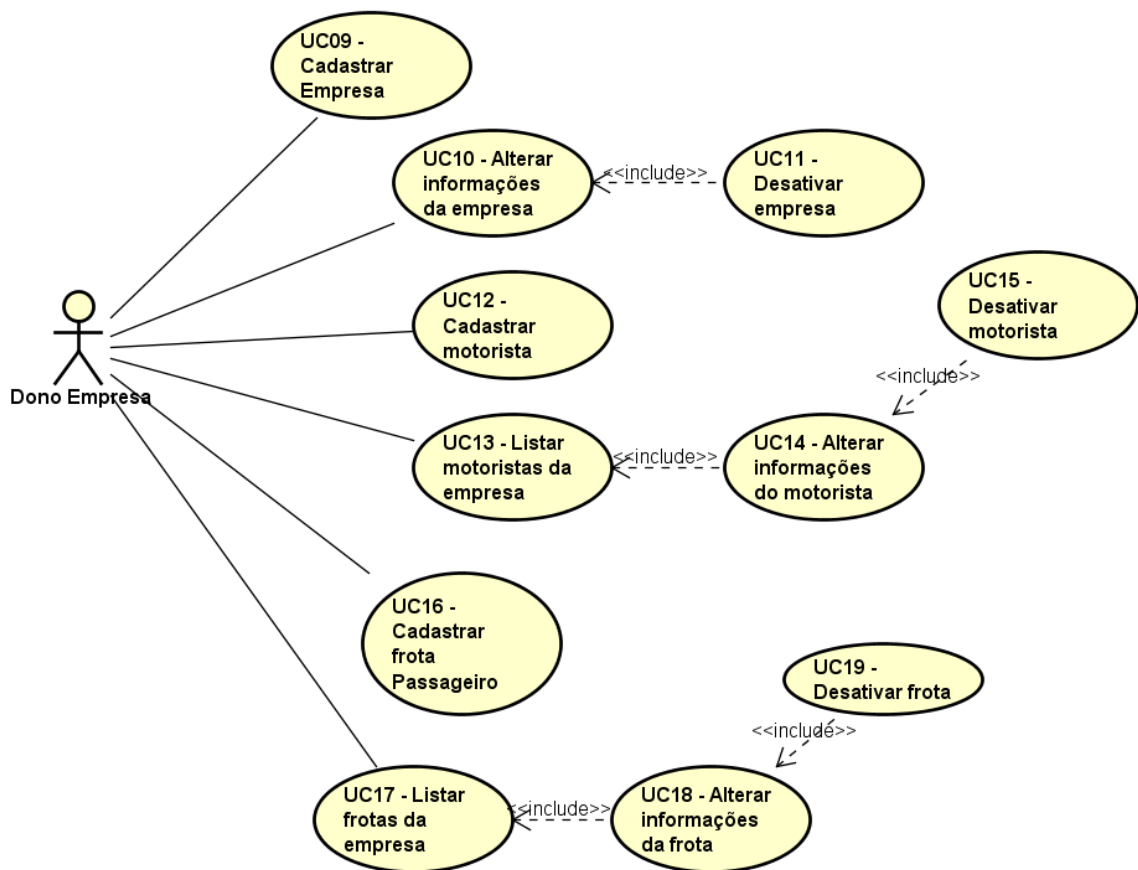 UC09 -
Cadastrar
Empresa
UC10 - Alterar
informações
da empresa
<<include>>
UC11 -
Desativar
empresa
UC12 -
Cadastrar
motorista
UC15 -
Desativar
motorista
<<include>>
Dono Empresa
UC13 - Listar
motoristas da
empresa
<<include>>
UC14 - Alterar
informações
do motorista
UC16 -
Cadastrar
frota
Passageiro
UC19 -
Desativar frota
<<include>>
UC17 - Listar
frotas da
empresa
<<include>>
UC18 - Alterar
informações
da frota